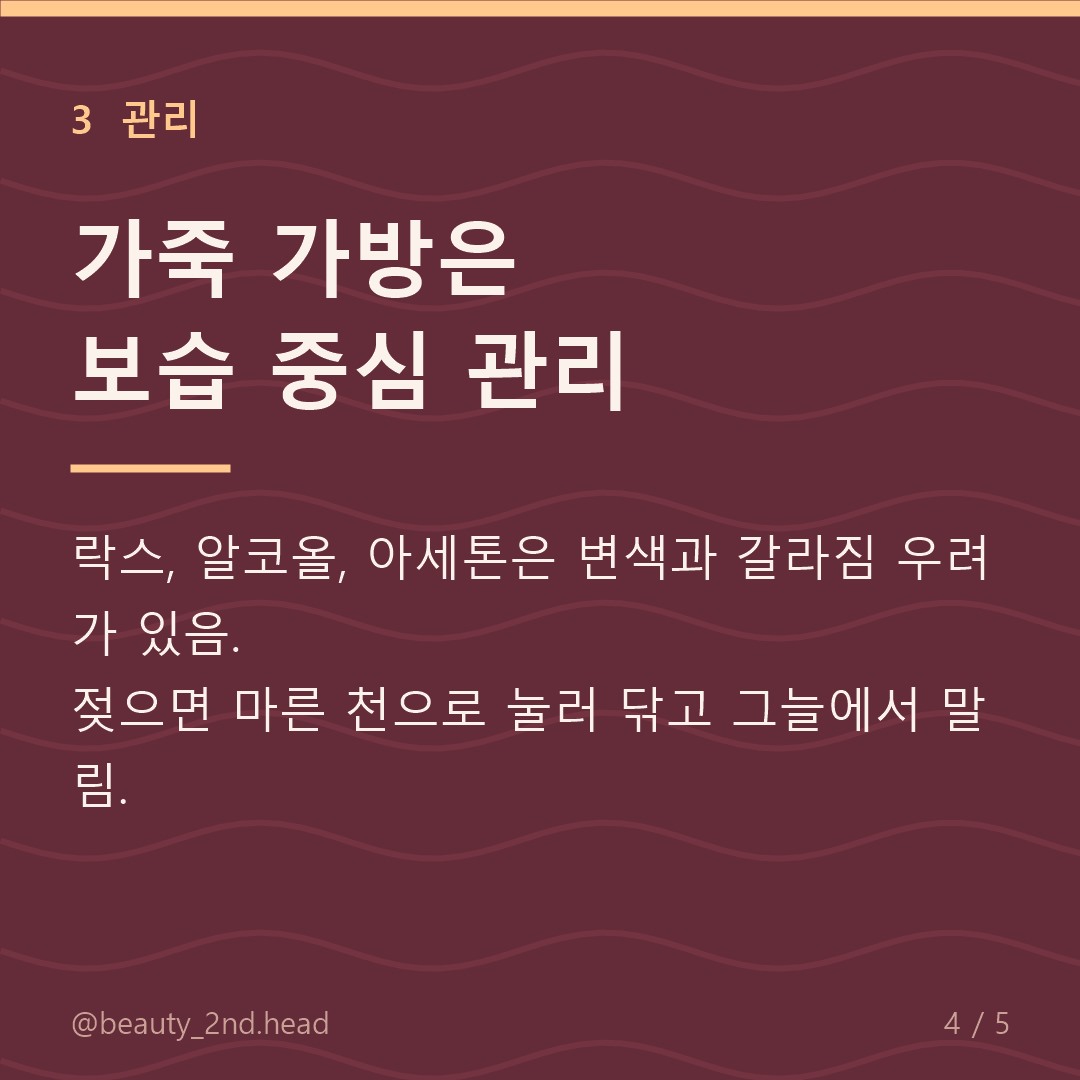 3 관리
가죽 가방은
보습 중심 관리
락스, 알코올, 아세톤은 변색과 갈라짐 우려
가 있음.
젖으면 마른 천으로 눌러 닦고 그늘에서 말
림.
@beauty_2nd.head
4 / 5